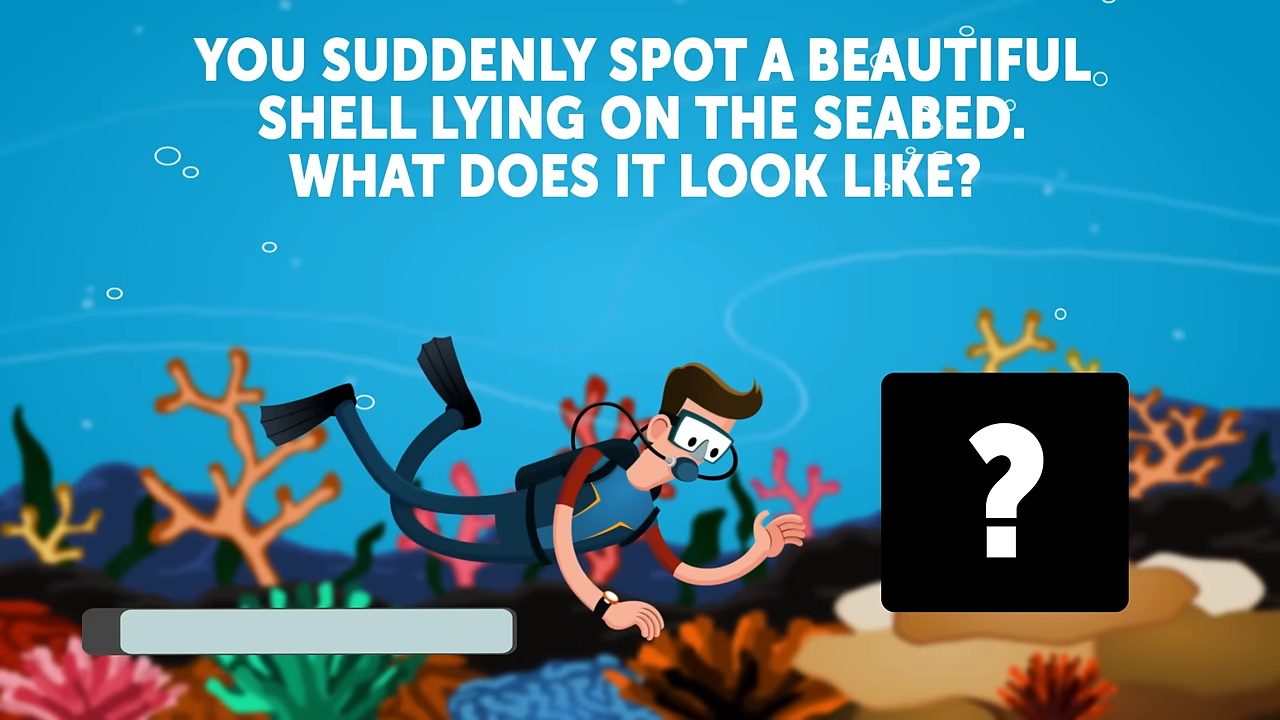 YOU SUDDENLY SPOT A BEAUTIFUL
SHELL LYING ON THE SEABED.
WHAT DOES IT LOOK LIKE?
?